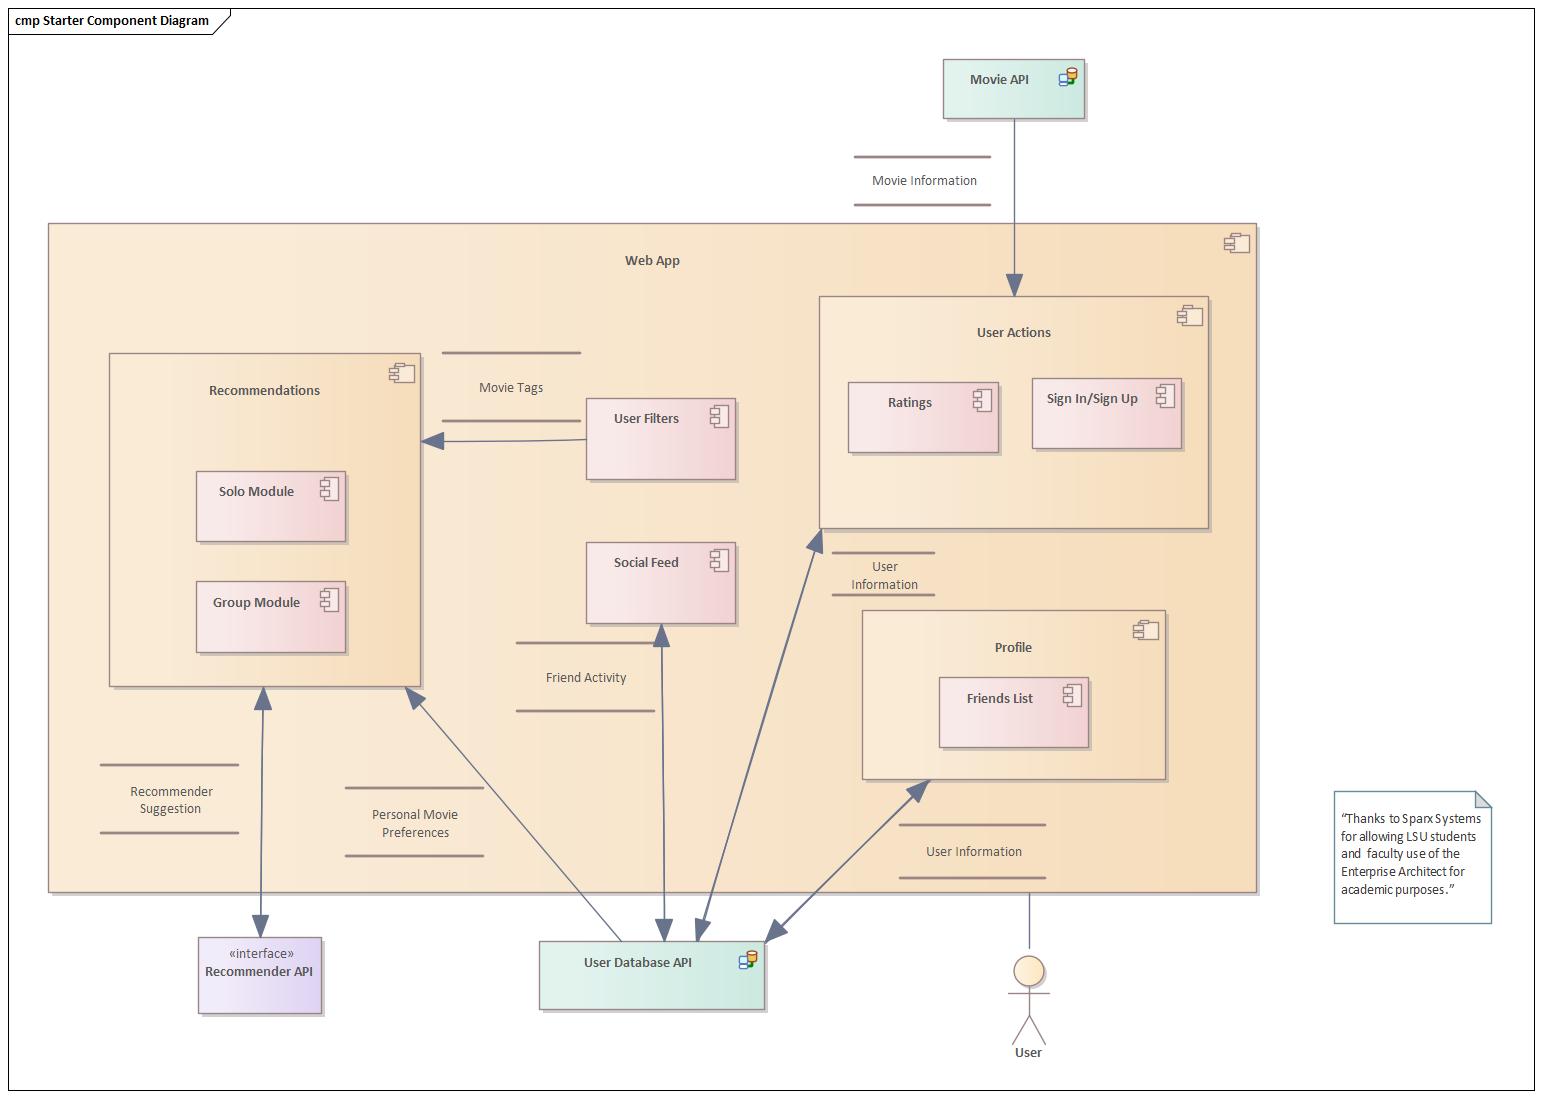 cmp Starter Component Diagram
Movie API
Movie Information
Web App
User Actions
Recommendations
Movie Tags
User Filters
Ratings
Sign In/Sign Up
Solo Module
Social Feed
User
Information
Group Module
Profile
Friend Activity
Friends List
Recommender
Suggestion
Personal Movie
Preferences
User Information
“Thanks to Sparx Systems
for allowing LSU students
and faculty use of the
Enterprise Architect for
academic purposes.”
«interface»
Recommender API
User Database API
User